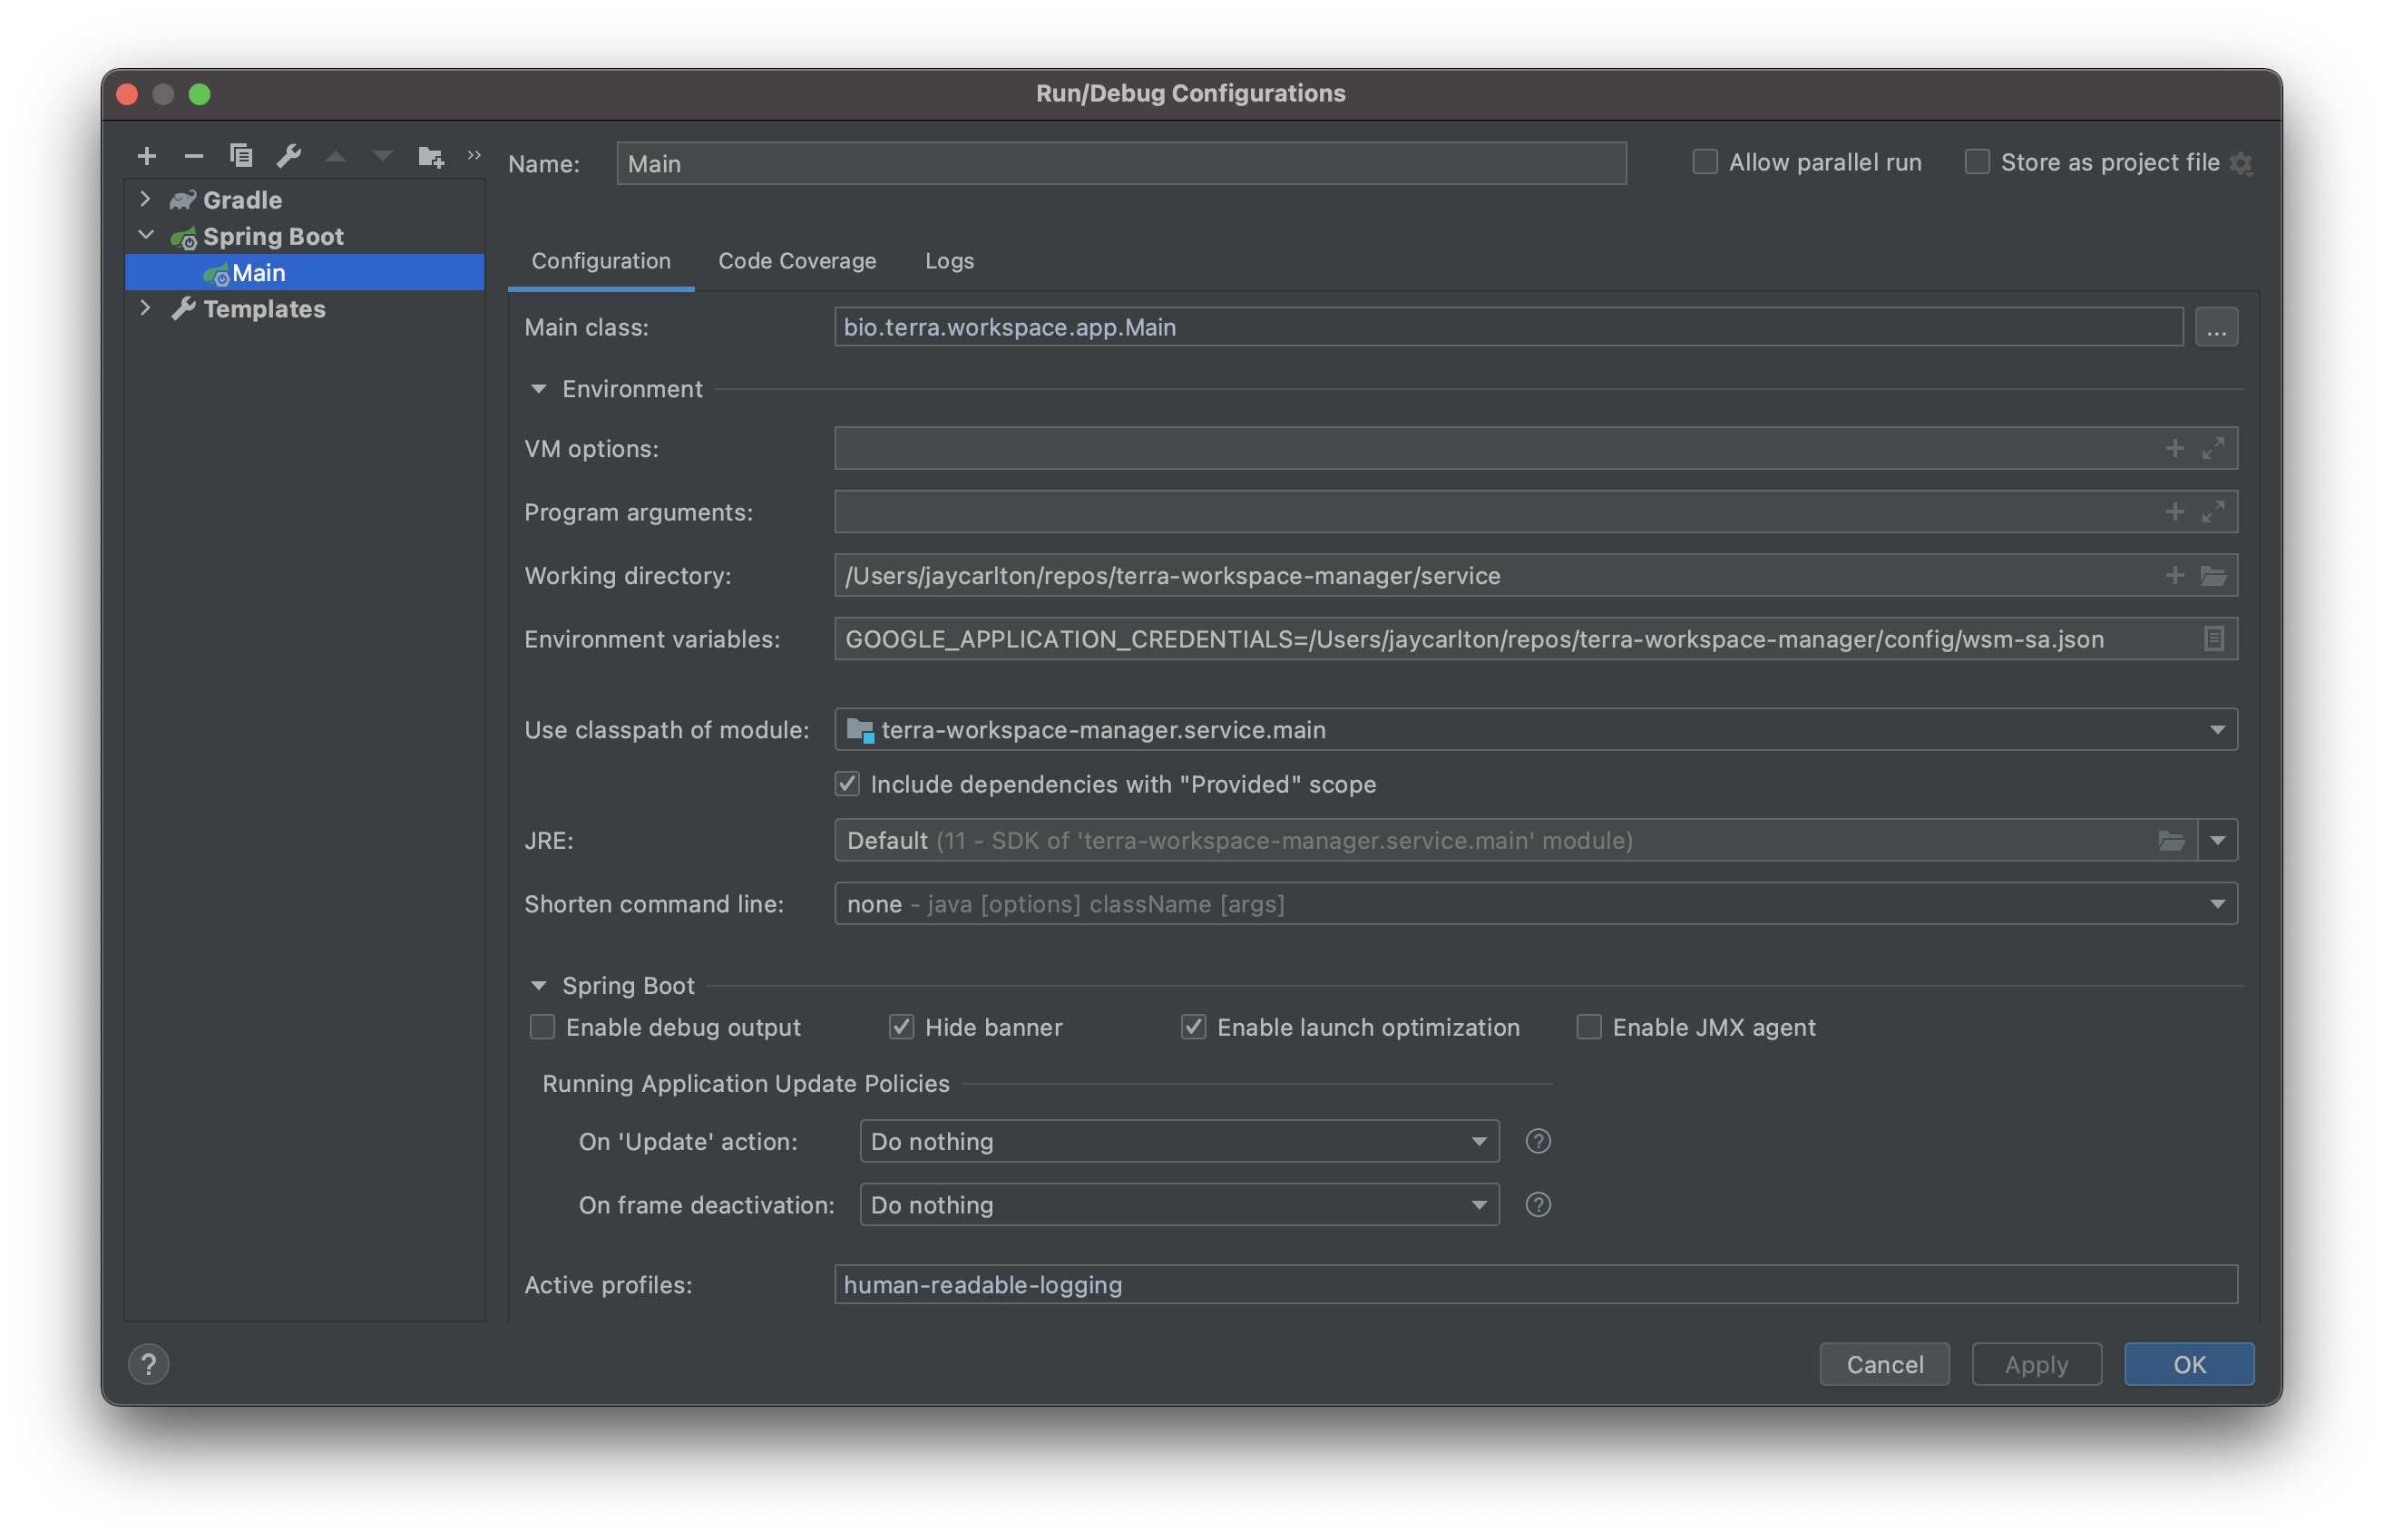 Run/Debug Configurations
Name: Main
Allow parallel run
Store as project file
Gradle
Spring Boot
Main
Templates
Configuration Code Coverage Logs
Main class: bio.terra.workspace.app.Main ...
Environment
VM options:
Program arguments:
Working directory: /Users/jaycarlton/repos/terra-workspace-manager/service
Environment variables: GOOGLE_APPLICATION_CREDENTIALS=/Users/jaycarlton/repos/terra-workspace-manager/config/wsm-sa.json
Use classpath of module: terra-workspace-manager.service.main
Include dependencies with "Provided" scope
JRE: Default (11 - SDK of 'terra-workspace-manager.service.main' module)
Shorten command line: none - java [options] className [args]
Spring Boot
Enable debug output Hide banner Enable launch optimization Enable JMX agent
Running Application Update Policies
On 'Update' action: Do nothing ?
On frame deactivation: Do nothing ?
Active profiles: human-readable-logging
? Cancel Apply OK